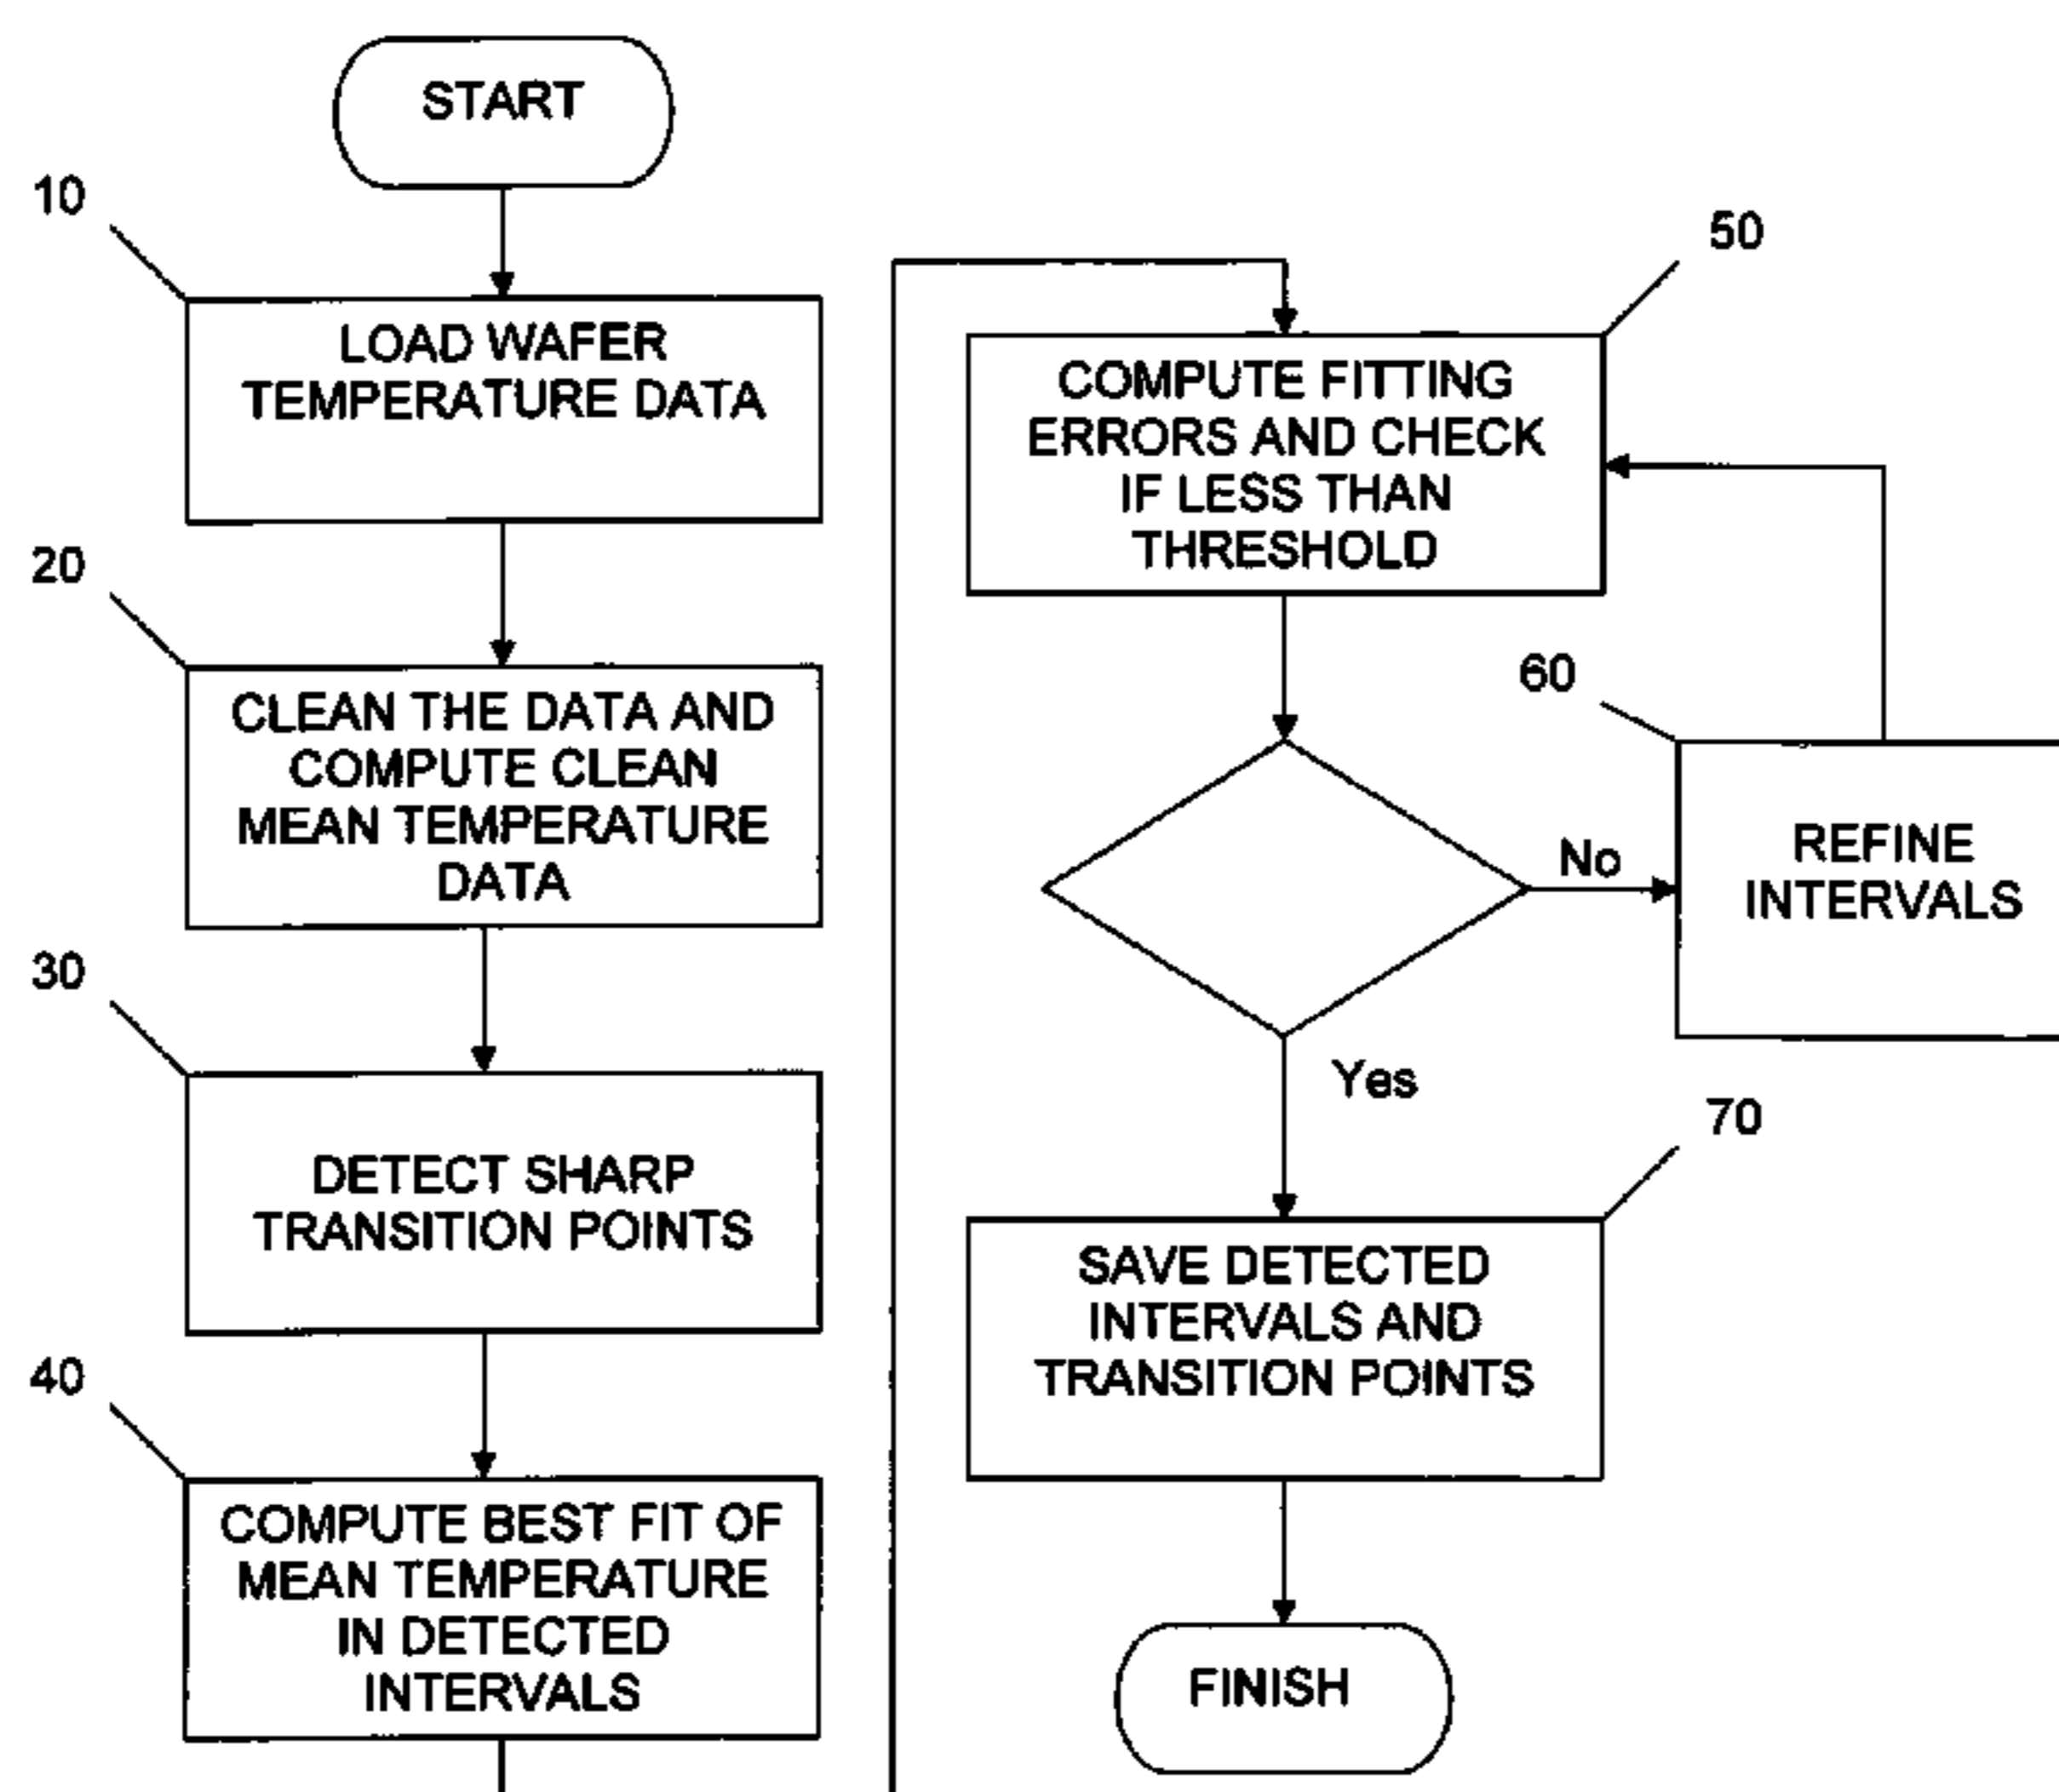 START
10
LOAD WAFER
TEMPERATURE DATA
20
CLEAN THE DATA AND
COMPUTE CLEAN
MEAN TEMPERATURE
DATA
30
DETECT SHARP
TRANSITION POINTS
40
COMPUTE BEST FIT OF
MEAN TEMPERATURE
IN DETECTED
INTERVALS
50
COMPUTE FITTING
ERRORS AND CHECK
IF LESS THAN
THRESHOLD
60
No
REFINE
INTERVALS
Yes
70
SAVE DETECTED
INTERVALS AND
TRANSITION POINTS
FINISH